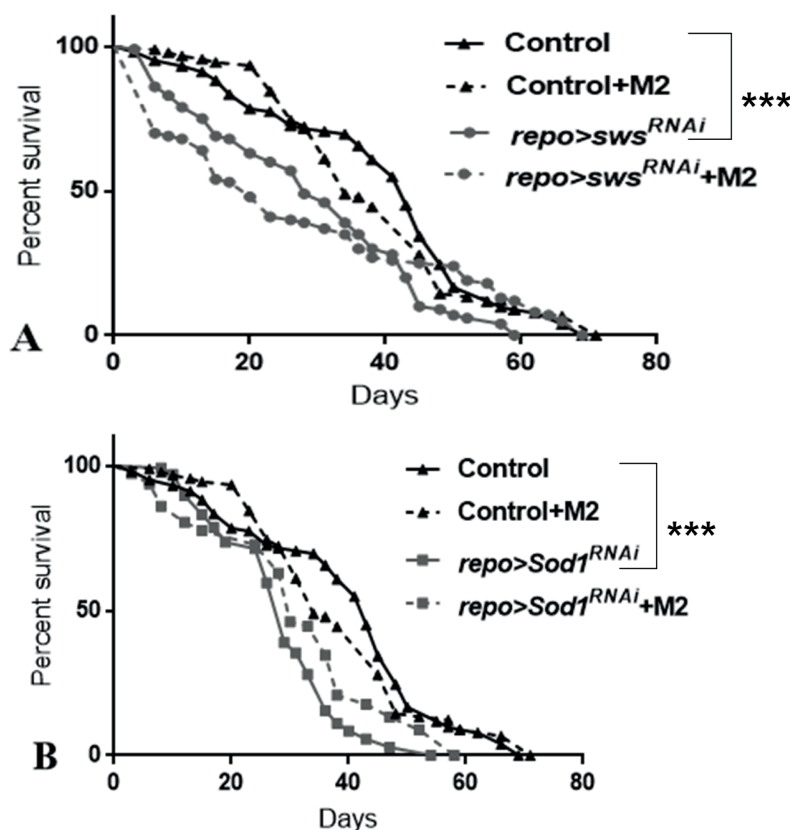 100
50
0
Percent survival
A
0 20 40 60 80
Days
Control
Control+M2
repo>sws^RNAi
repo>sws^RNAi+M2
***
100
50
0
Percent survival
B
0 20 40 60 80
Days
Control
Control+M2
repo>Sod1^RNAi
repo>Sod1^RNAi+M2
***